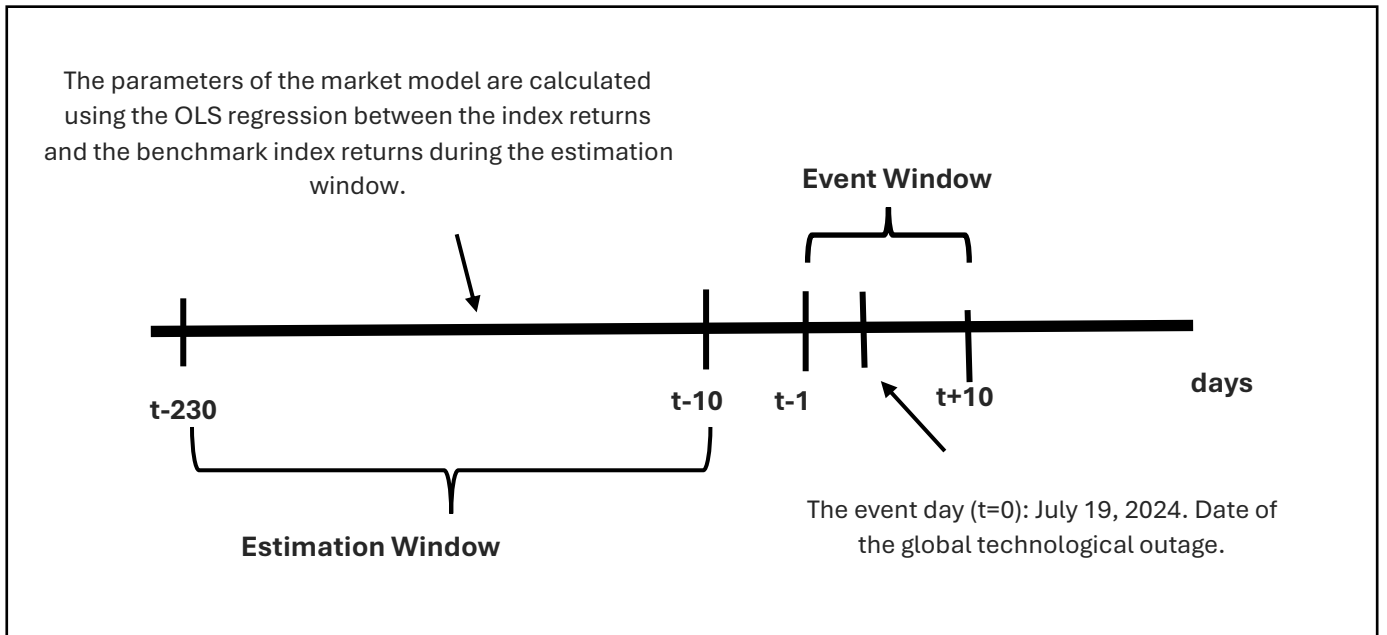 The parameters of the market model are calculated
using the OLS regression between the index returns
and the benchmark index returns during the estimation
window.
Event Window
t-230
t-10
t-1
t+10
days
Estimation Window
The event day (t=0): July 19, 2024. Date of
the global technological outage.